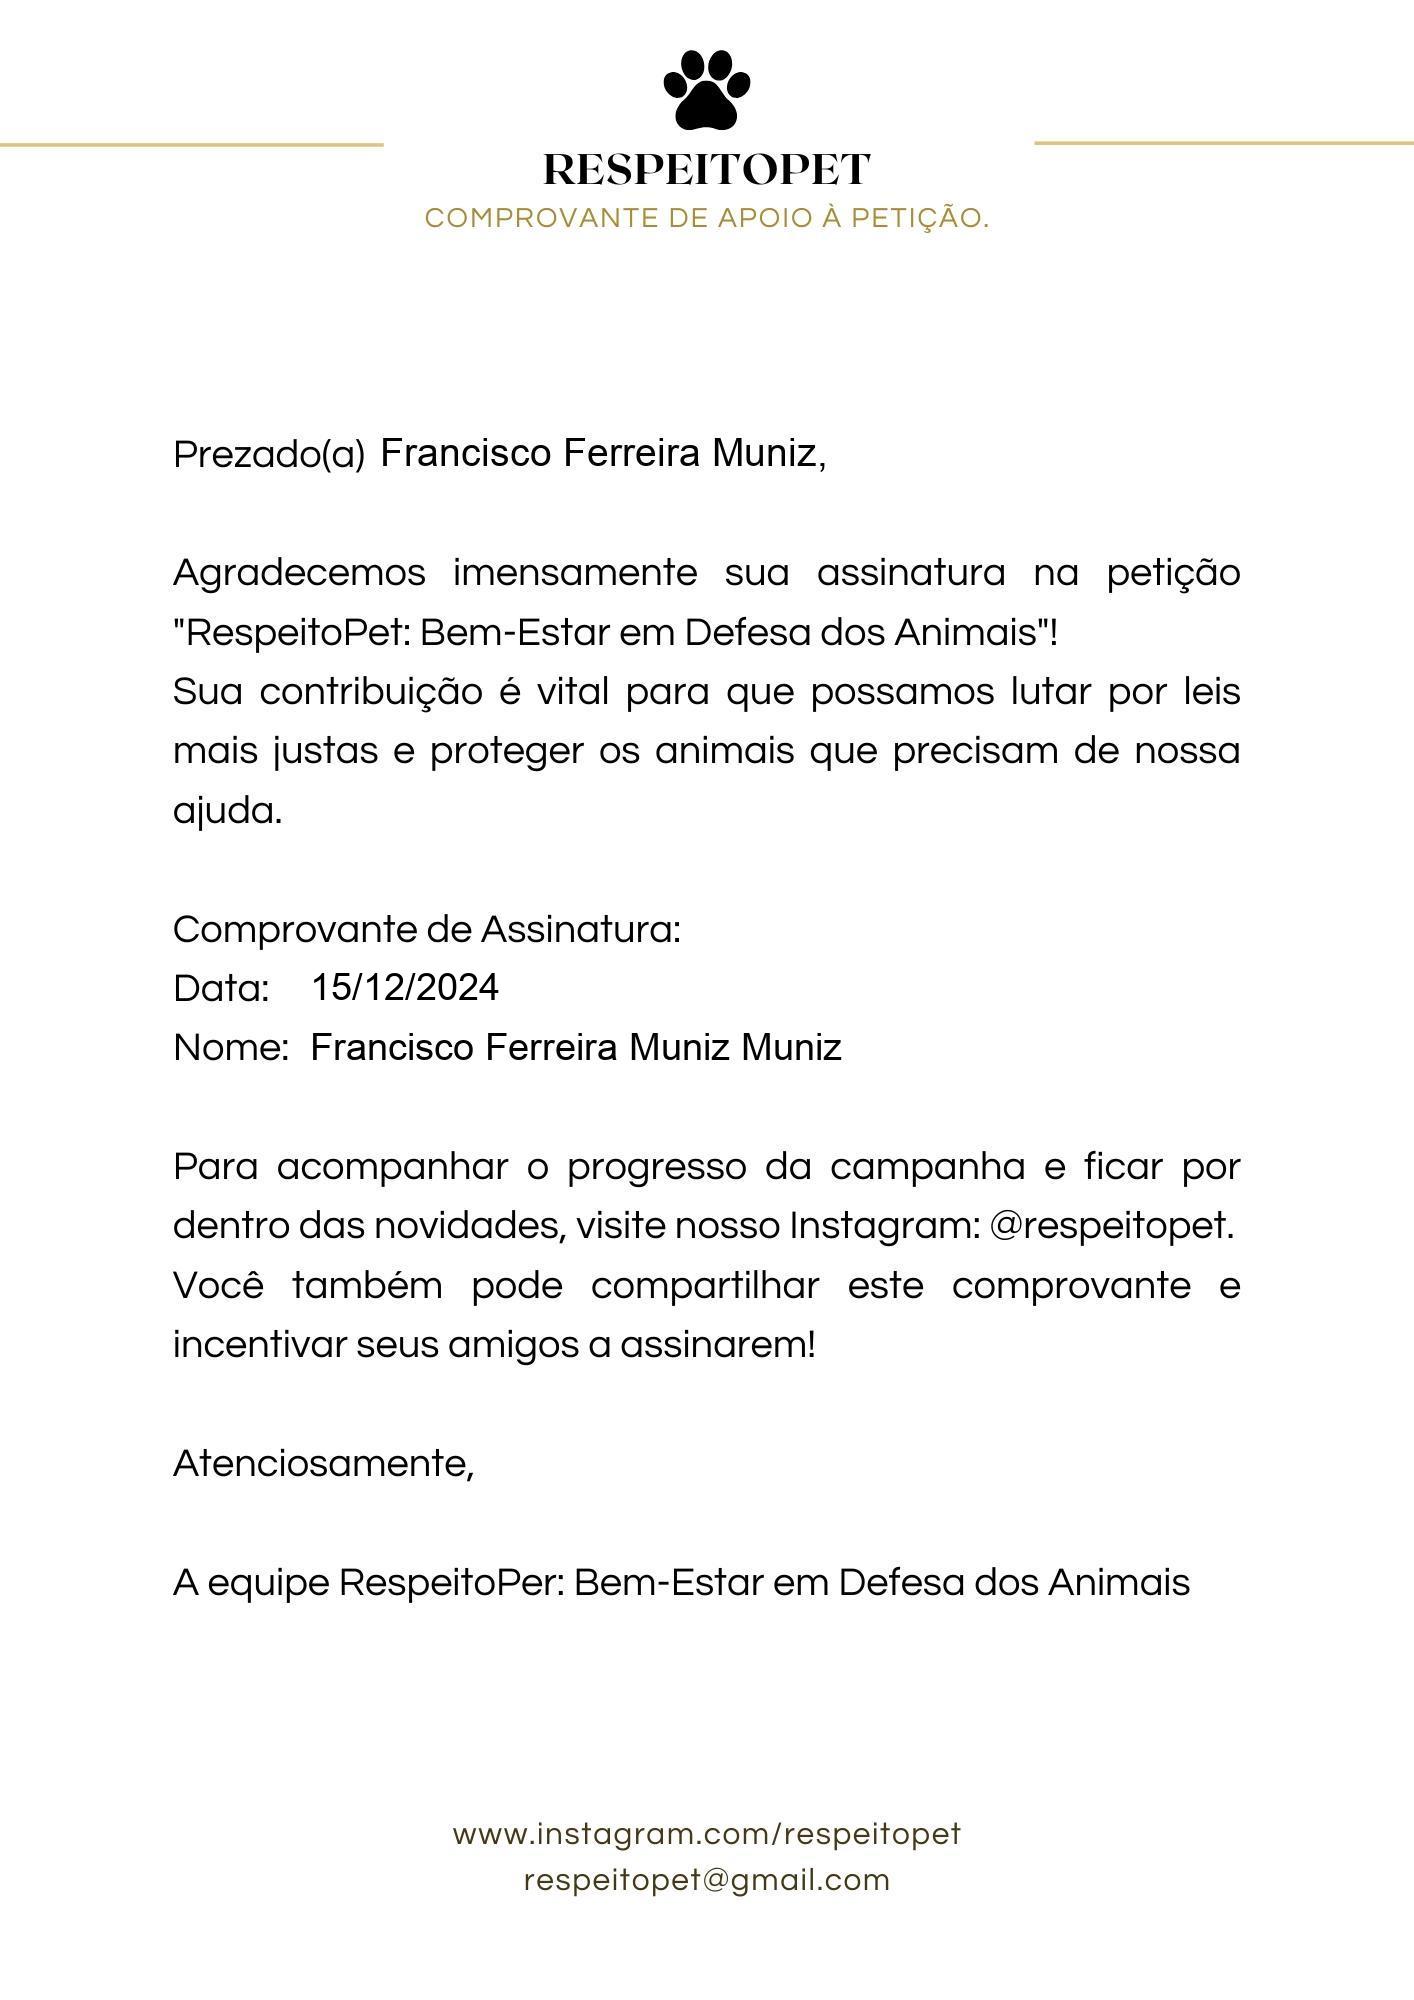 RESPEITOPET
COMPROVANTE DE APOIO À PETIÇÃO.
Prezado(a) Francisco Ferreira Muniz,
Agradecemos imensamente sua assinatura na petição
"RespeitoPet: Bem-Estar em Defesa dos Animais"!
Sua contribuição é vital para que possamos lutar por leis
mais justas e proteger os animais que precisam de nossa
ajuda.
Comprovante de Assinatura:
Data: 15/12/2024
Nome: Francisco Ferreira Muniz Muniz
Para acompanhar o progresso da campanha e ficar por
dentro das novidades, visite nosso Instagram: @respeitopet.
Você também pode compartilhar este comprovante e
incentivar seus amigos a assinarem!
Atenciosamente,
A equipe RespeitoPer: Bem-Estar em Defesa dos Animais
www.instagram.com/respeitopet
respeitopet@gmail.com